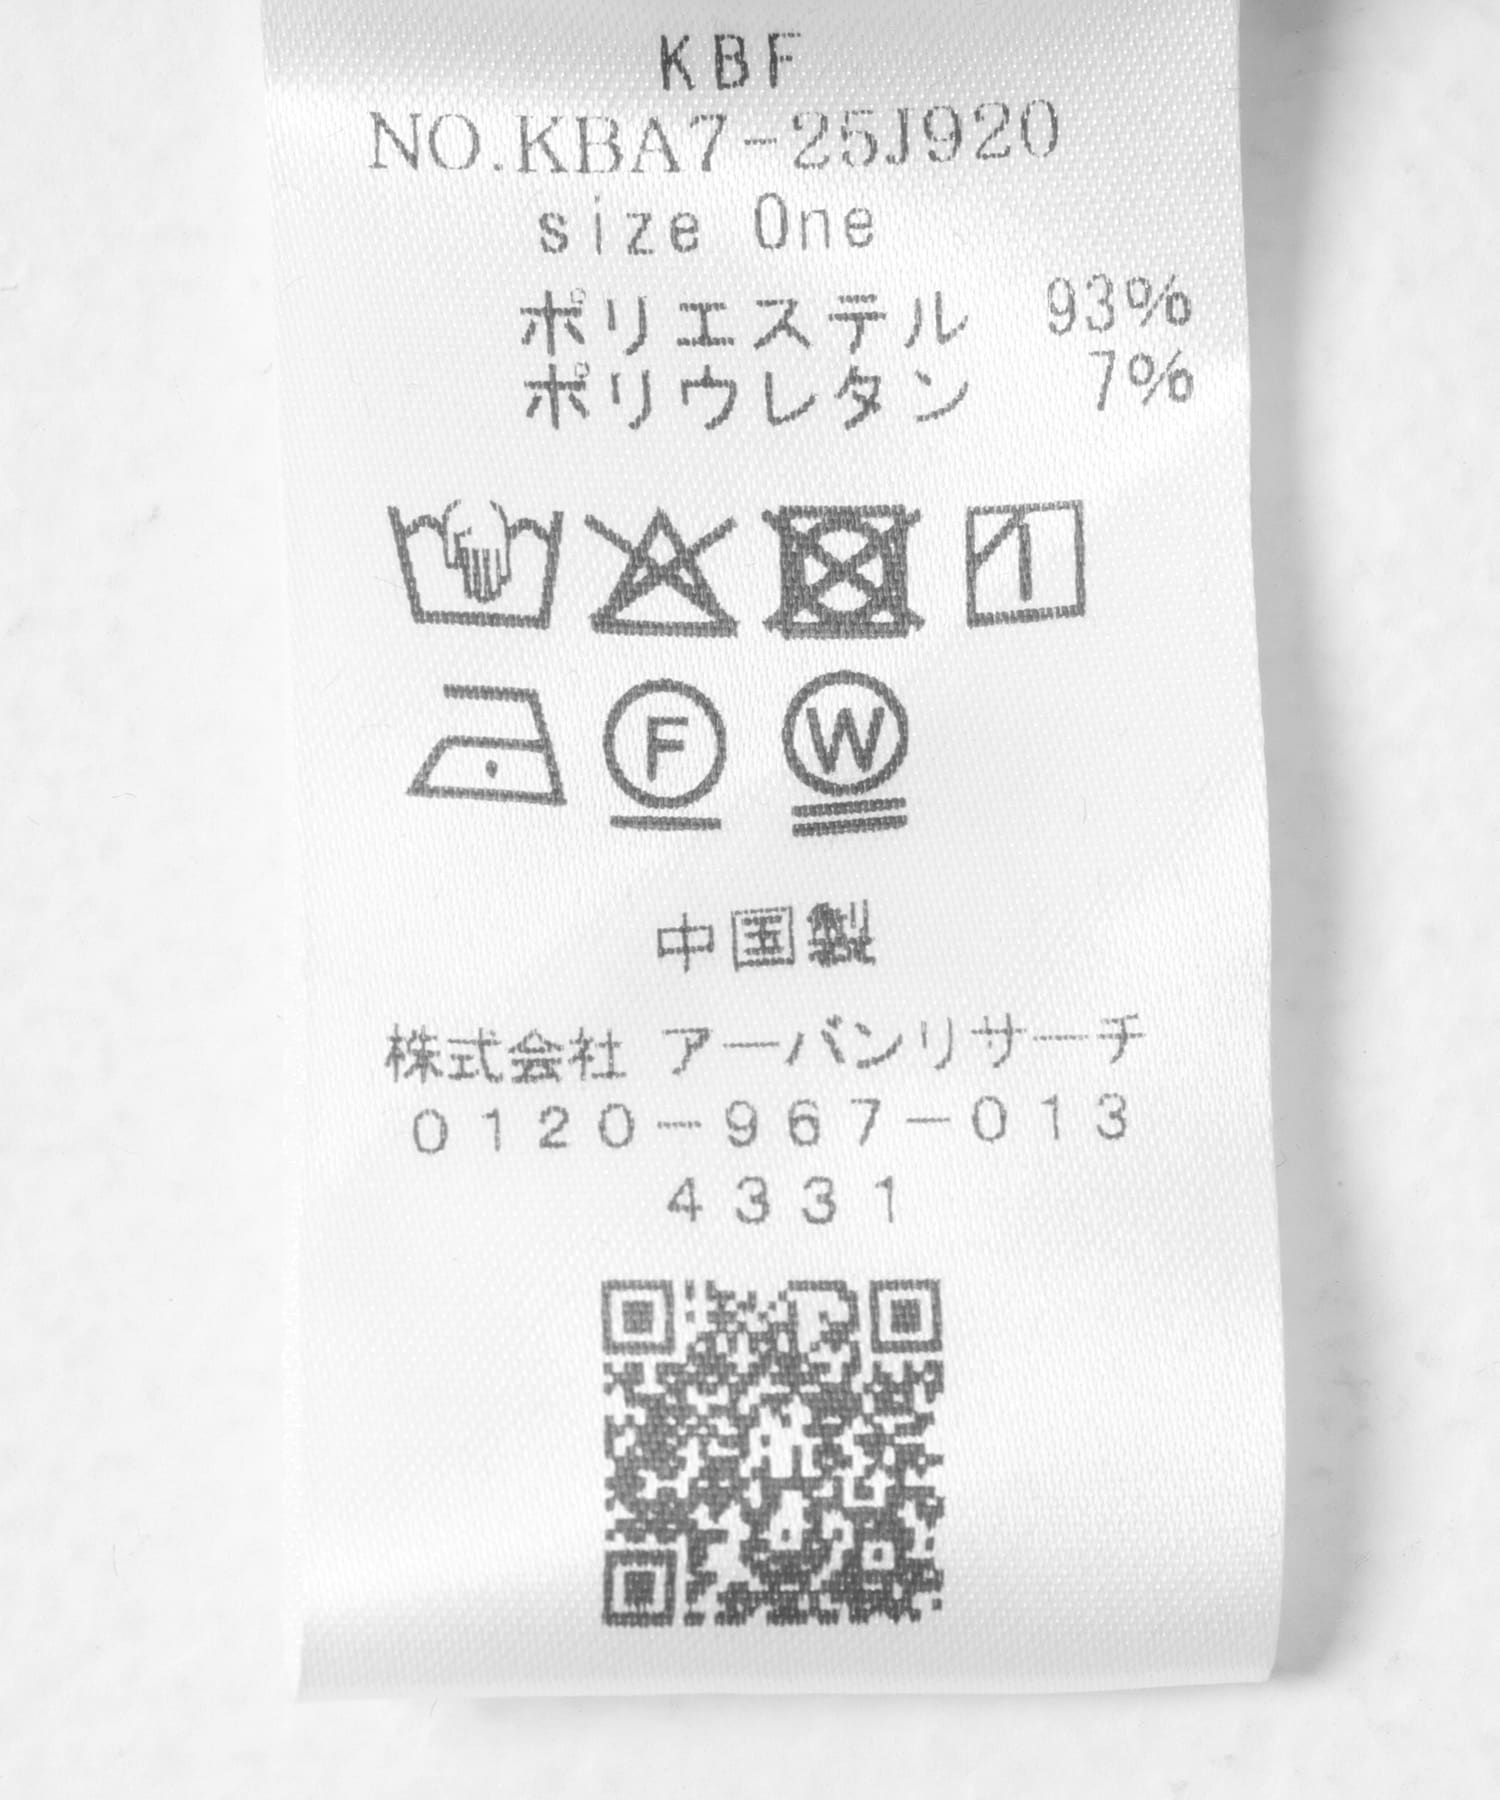 KBF
NO.KBA7-25J920
size One
ポリエステル 93%
ポリウレタン 7%
F W
中国製
株式会社 アーバンリサーチ
0120-967-013
4331